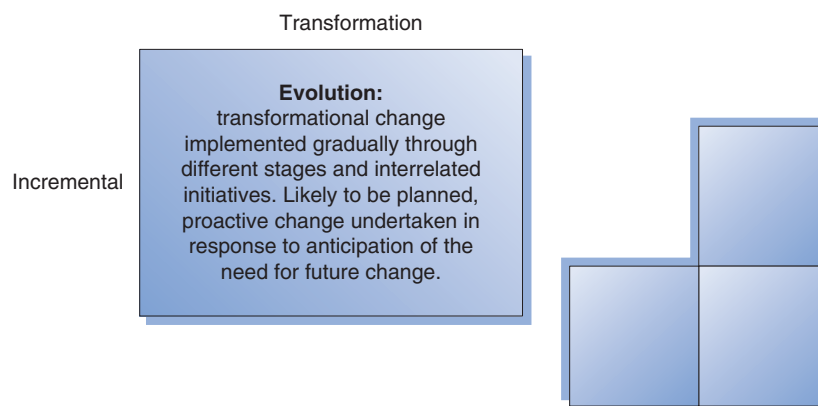 Transformation
Incremental
Evolution:
transformational change
implemented gradually through
different stages and interrelated
initiatives. Likely to be planned,
proactive change undertaken in
response to anticipation of the
need for future change.